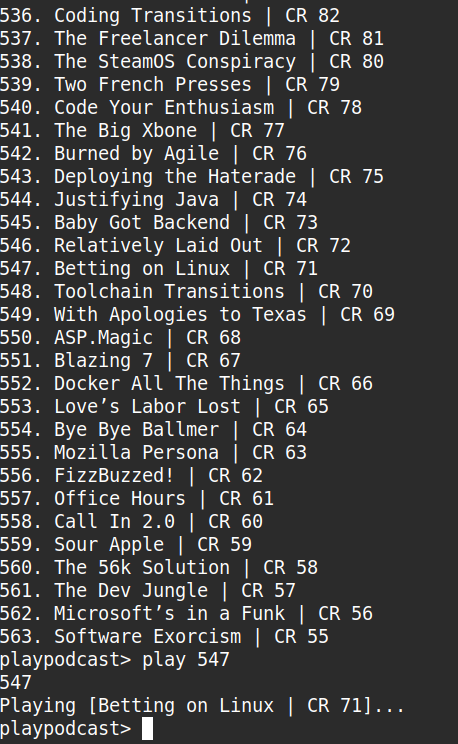 536. Coding Transitions | CR 82
537. The Freelancer Dilemma | CR 81
538. The SteamOS Conspiracy | CR 80
539. Two French Presses | CR 79
540. Code Your Enthusiasm | CR 78
541. The Big Xbone | CR 77
542. Burned by Agile | CR 76
543. Deploying the Haterade | CR 75
544. Justifying Java | CR 74
545. Baby Got Backend | CR 73
546. Relatively Laid Out | CR 72
547. Betting on Linux | CR 71
548. Toolchain Transitions | CR 70
549. With Apologies to Texas | CR 69
550. ASP.Magic | CR 68
551. Blazing 7 | CR 67
552. Docker All The Things | CR 66
553. Love’s Labor Lost | CR 65
554. Bye Bye Ballmer | CR 64
555. Mozilla Persona | CR 63
556. FizzBuzzed! | CR 62
557. Office Hours | CR 61
558. Call In 2.0 | CR 60
559. Sour Apple | CR 59
560. The 56k Solution | CR 58
561. The Dev Jungle | CR 57
562. Microsoft’s in a Funk | CR 56
563. Software Exorcism | CR 55
playpodcast> play 547
547
Playing [Betting on Linux | CR 71]...
playpodcast>